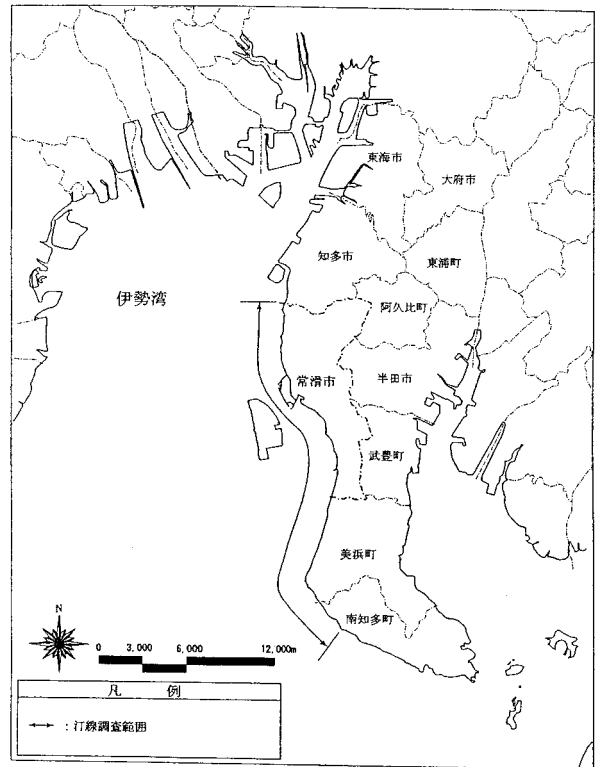 東海市
大府市
知多市
東浦町
伊勢湾
阿久比町
常滑市
半田市
武豊町
美浜町
南知多町
N
0 3,000 6,000 12,000m
凡 例
：汀線調査範囲